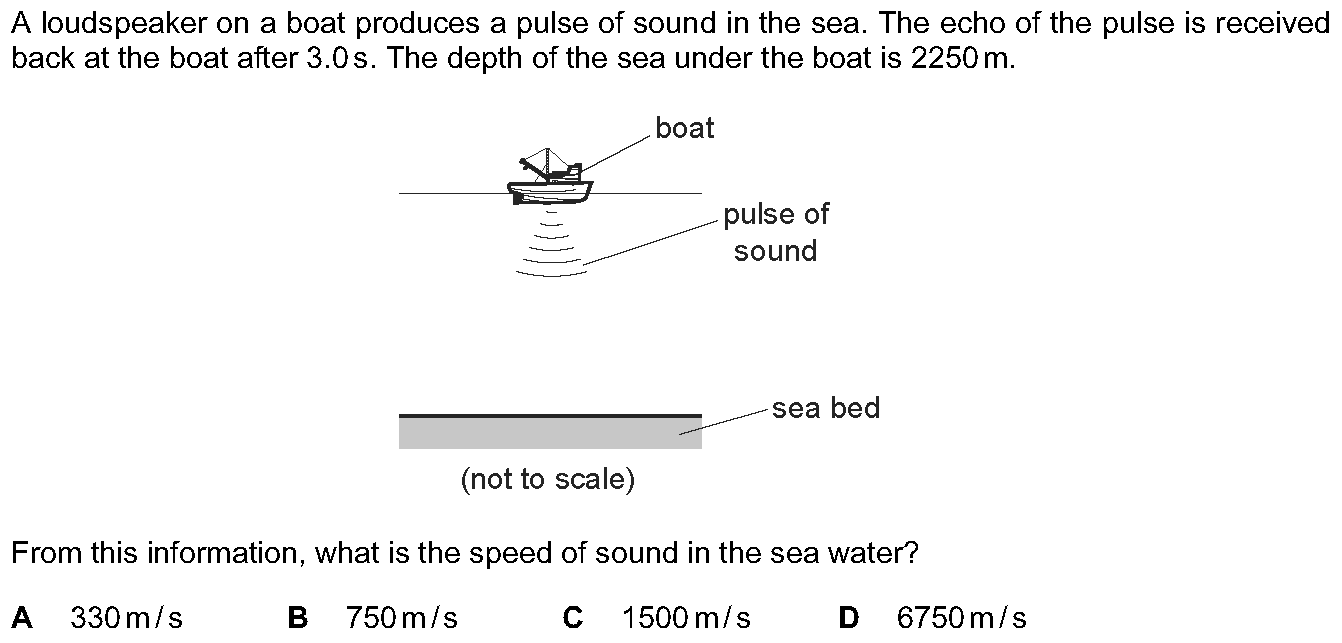 A loudspeaker on a boat produces a pulse of sound in the sea. The echo of the pulse is received
back at the boat after 3.0 s. The depth of the sea under the boat is 2250 m.
boat
pulse of
sound
sea bed
(not to scale)
From this information, what is the speed of sound in the sea water?
A 330 m / s B 750 m / s C 1500 m / s D 6750 m / s